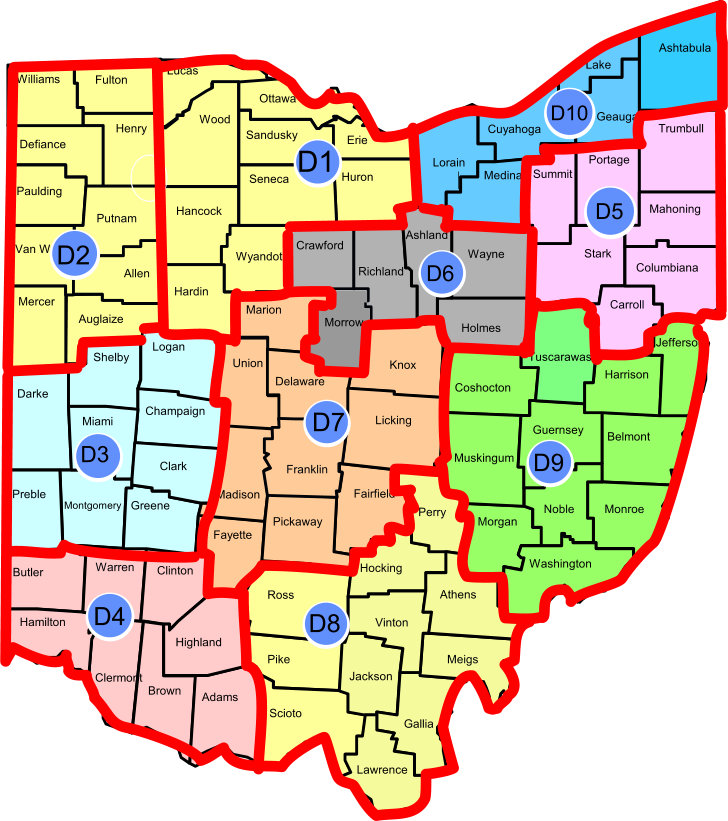 Williams
Fulton
Lucas
Ottawa
Wood
Henry
Sandusky
Erie
D1
Defiance
Seneca
Huron
Paulding
Hancock
Putnam
Van W
D2
Allen
Wyandot
Mercer
Auglaize
Hardin
Lake
Ashtabula
D10
Geauga
Cuyahoga
Lorain
Medina
Trumbull
Summit
Portage
D5
Mahoning
Stark
Columbiana
Carroll
Crawford
Richland
Ashland
Wayne
D6
Morrow
Holmes
Shelby
Logan
Darke
Miami
Champaign
D3
Clark
Preble
Montgomery
Greene
Marion
Union
Delaware
Knox
D7
Licking
Franklin
Madison
Fairfield
Fayette
Pickaway
Tuscarawas
Jefferso
Harrison
Coshocton
Guernsey
Belmont
Muskingum
D9
Noble
Monroe
Morgan
Washington
Butler
Warren
Clinton
D4
Hamilton
Highland
Clermont
Brown
Adams
Perry
Hocking
Ross
Athens
D8
Vinton
Pike
Meigs
Jackson
Scioto
Gallia
Lawrence